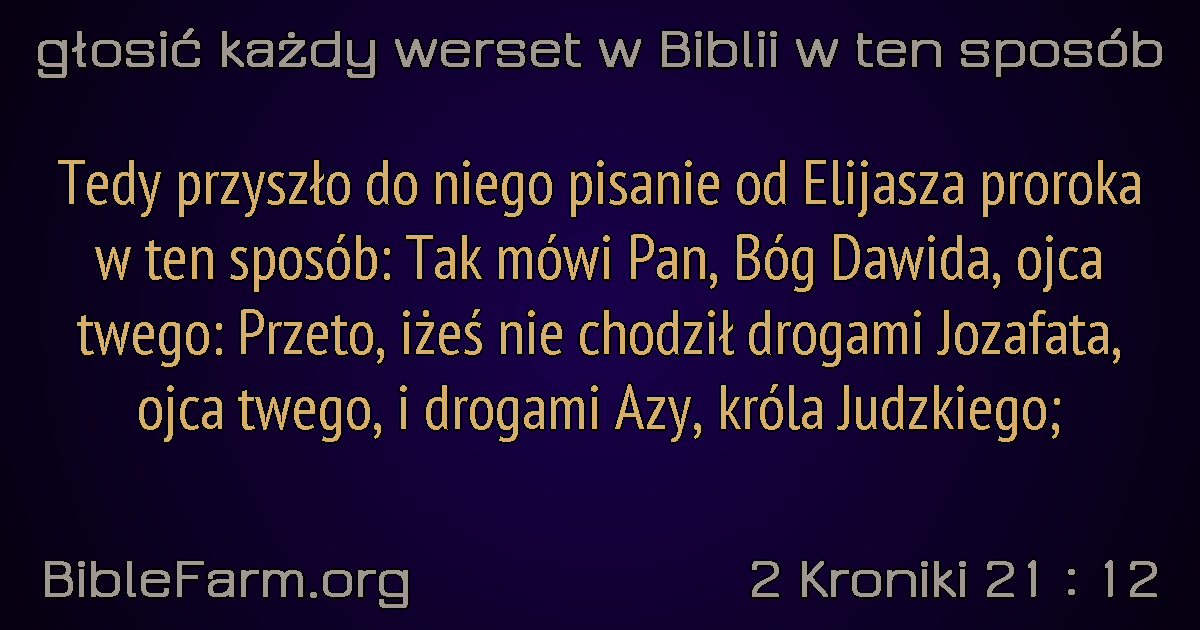 głosić każdy werset w Biblii w ten sposób
Tedy przyszło do niego pisanie od Elijasza proroka
w ten sposób: Tak mówi Pan, Bóg Dawida, ojca
twego: Przeto, iżeś nie chodził drogami Jozafata,
ojca twego, i drogami Azy, króla Judzkiego;
BibleFarm.org
2 Kroniki 21 : 12